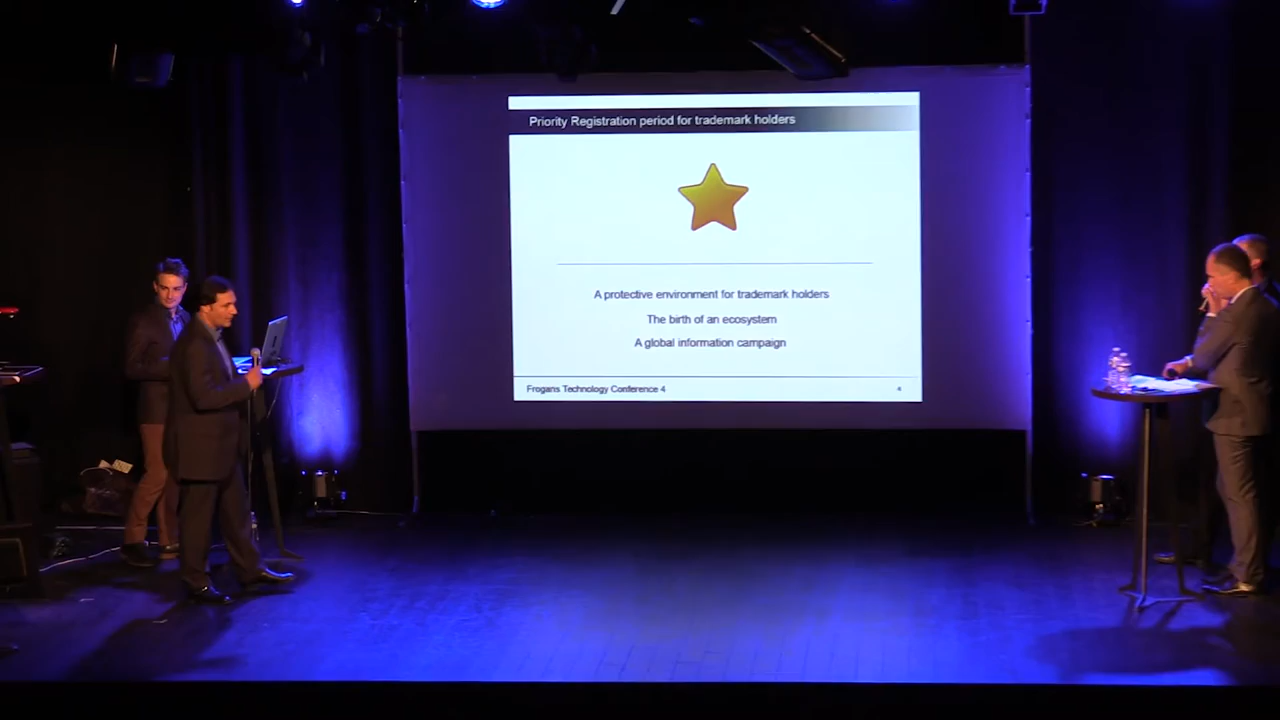 Priority Registration period for trademark holders
A protective environment for trademark holders
The birth of an ecosystem
A global information campaign
Frogans Technology Conference 4